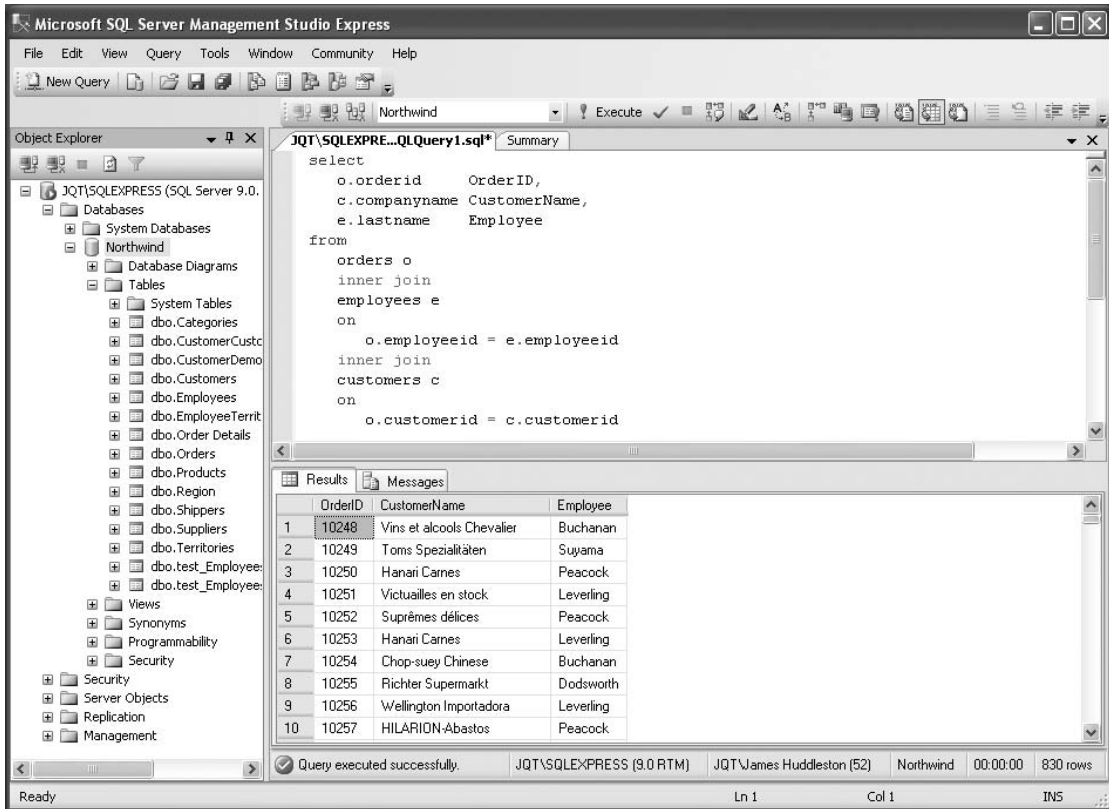 Microsoft SQL Server Management Studio Express
File Edit View Query Tools Window Community Help
New Query
Northwind Execute
Object Explorer
JQT\SQLEXPRESS (SQL Server 9.0.
Databases
System Databases
Northwind
Database Diagrams
Tables
System Tables
dbo.Categories
dbo.CustomerCustc
dbo.CustomerDemo
dbo.Customers
dbo.Employees
dbo.EmployeeTerrit
dbo.Order Details
dbo.Orders
dbo.Products
dbo.Region
dbo.Shippers
dbo.Suppliers
dbo.Territories
dbo.test_Employee
dbo.test_Employee
Views
Synonyms
Programmability
Security
Security
Server Objects
Replication
Management
JQT\SQLEXPRE...QLQuery1.sql* Summary
select
o.orderid OrderID,
c.companyname CustomerName,
e.lastname Employee
from
orders o
inner join
employees e
on
o.employeeid = e.employeeid
inner join
customers c
on
o.customerid = c.customerid
Results Messages
OrderID CustomerName Employee
1 10248 Vins et alcools Chevalier Buchanan
2 10249 Toms Spezialitäten Suyama
3 10250 Hanari Carnes Peacock
4 10251 Victuailles en stock Leverling
5 10252 Suprêmes délices Peacock
6 10253 Hanari Carnes Leverling
7 10254 Chop-suey Chinese Buchanan
8 10255 Richter Supermarkt Dodsworth
9 10256 Wellington Importadora Leverling
10 10257 HILARION-Abastos Peacock
Query executed successfully. JQT\SQLEXPRESS (9.0 RTM) JQT\James Huddleston (52) Northwind 00:00:00 830 rows
Ready Ln 1 Col 1 INS